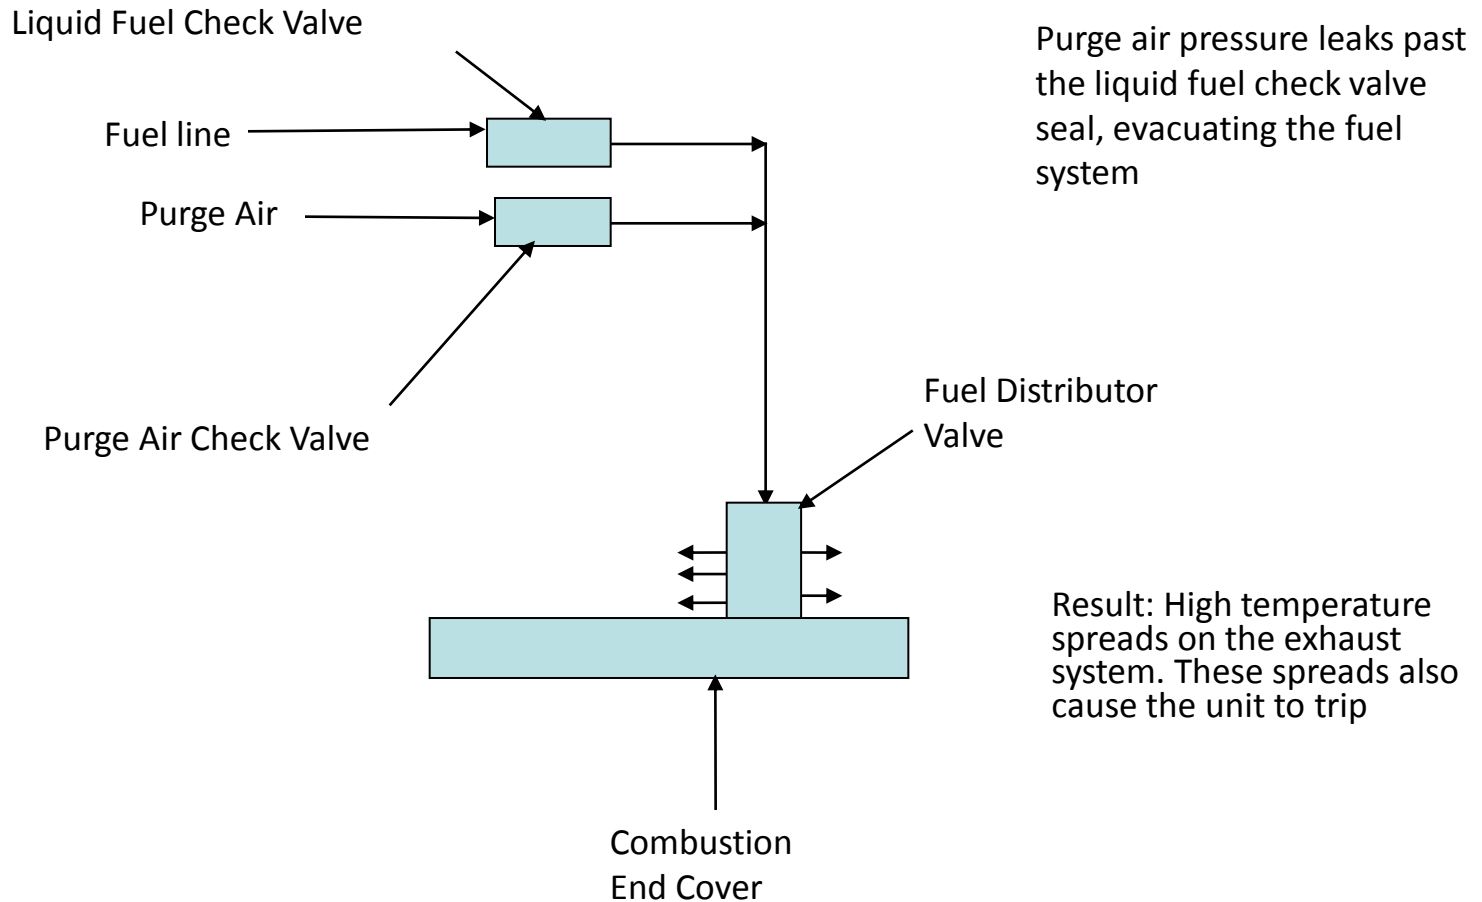 Liquid Fuel Check Valve
Purge air pressure leaks past
the liquid fuel check valve
seal, evacuating the fuel
system
Fuel line
Purge Air
Purge Air Check Valve
Fuel Distributor
Valve
Result: High temperature
spreads on the exhaust
system. These spreads also
cause the unit to trip
Combustion
End Cover